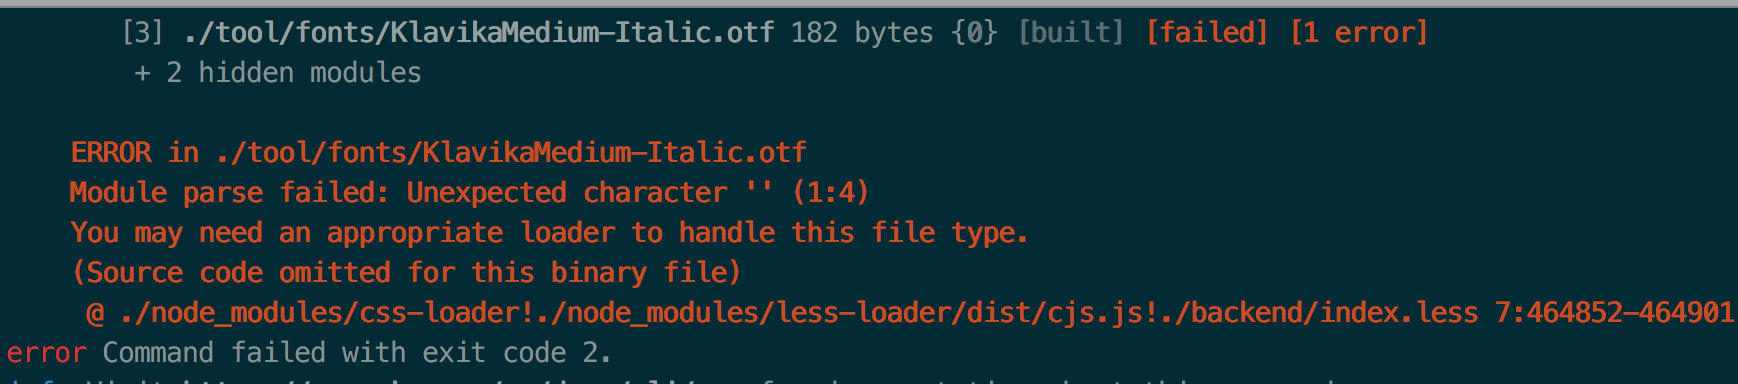 [3] ./tool/fonts/KlavikaMedium-Italic.otf 182 bytes {0} [built] [failed] [1 error]
+ 2 hidden modules
ERROR in ./tool/fonts/KlavikaMedium-Italic.otf
Module parse failed: Unexpected character '' (1:4)
You may need an appropriate loader to handle this file type.
(Source code omitted for this binary file)
@ ./node_modules/css-loader!./node_modules/less-loader/dist/cjs.js!./backend/index.less 7:464852-464901
error Command failed with exit code 2.